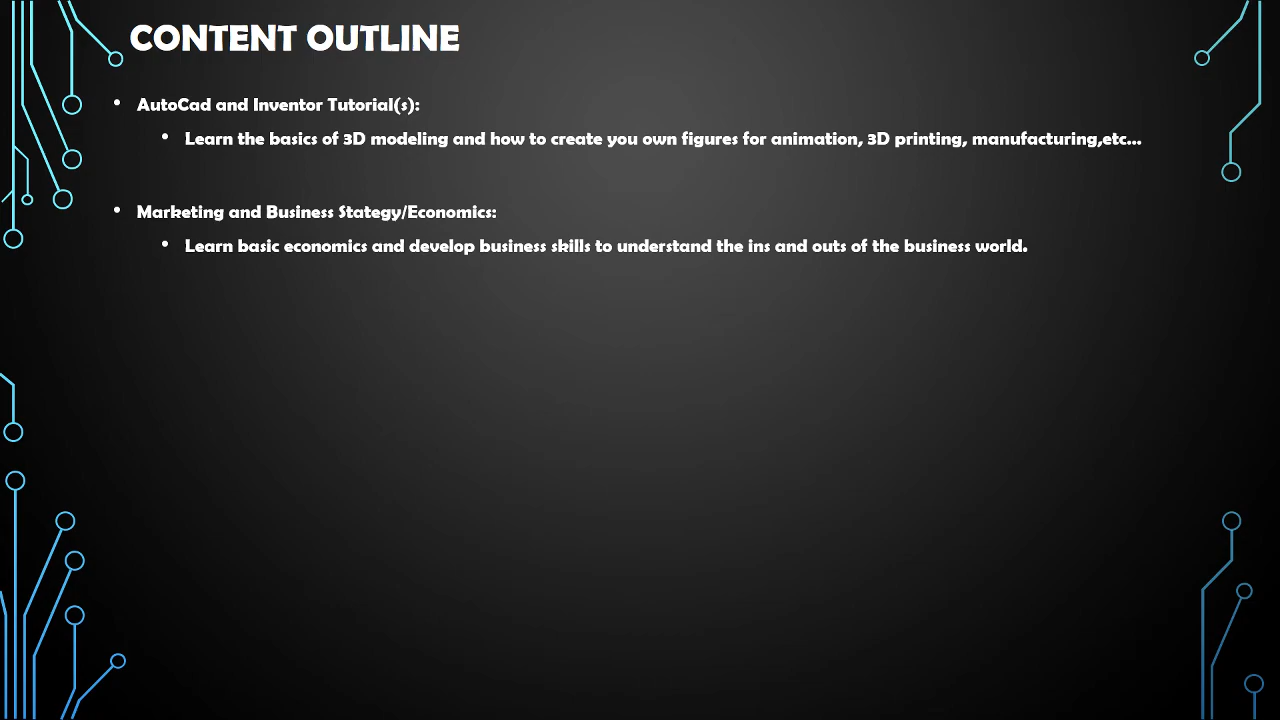 CONTENT OUTLINE
• AutoCad and Inventor Tutorial(s):
• Learn the basics of 3D modeling and how to create you own figures for animation, 3D printing, manufacturing,etc...
• Marketing and Business Stategy/Economics:
• Learn basic economics and develop business skills to understand the ins and outs of the business world.